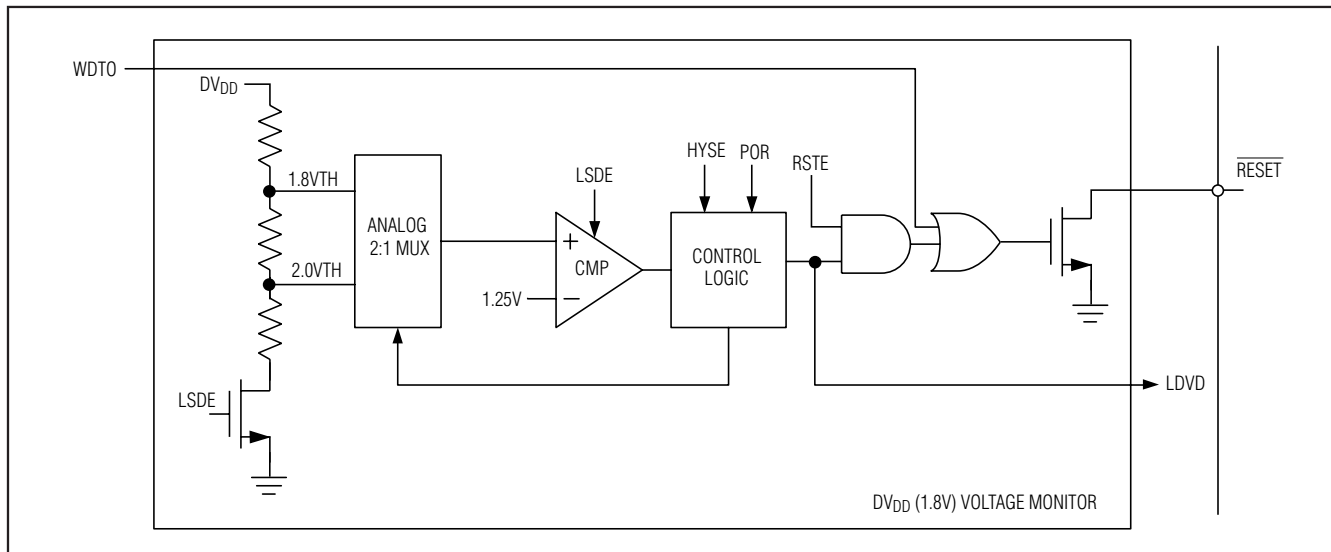 WDTO
DVDD
1.8VTH
2.0VTH
LSDE
ANALOG
2:1 MUX
LSDE
+
CMP
1.25V
−
HYSE
POR
CONTROL
LOGIC
RSTE
RESET
LDVD
DVDD (1.8V) VOLTAGE MONITOR